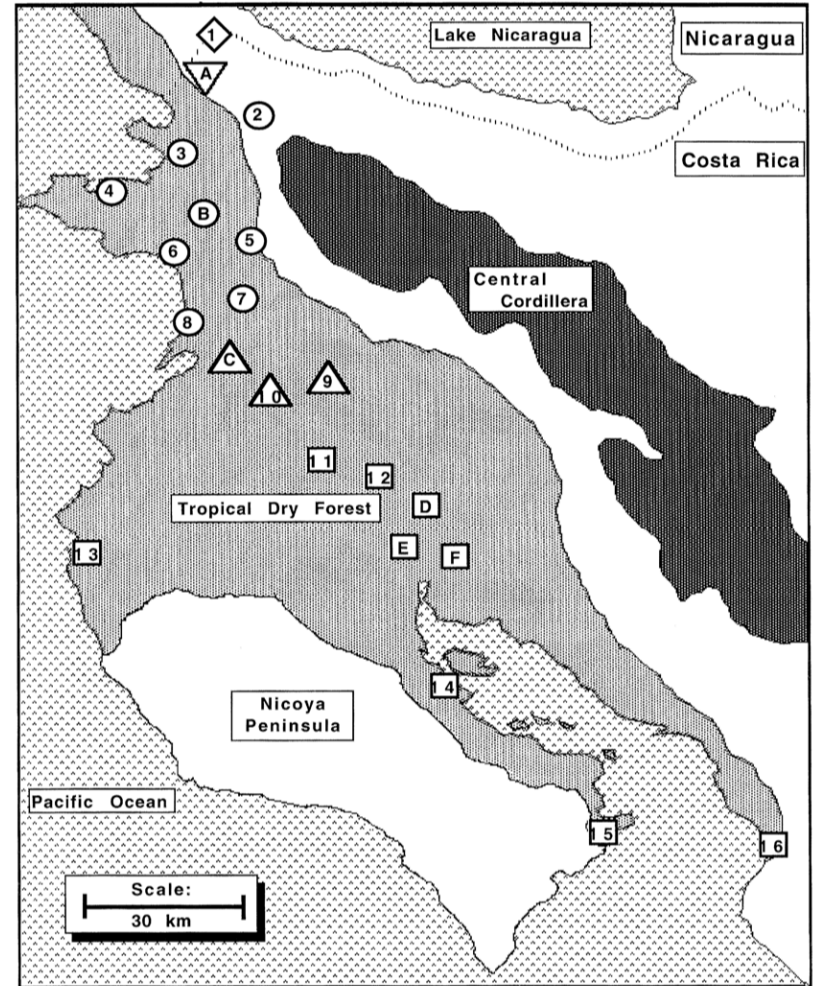 1
Lake Nicaragua
Nicaragua
A
2
3
Costa Rica
4
B
5
6
Central
Cordillera
7
8
C
9
10
11
12
Tropical Dry Forest
D
13
E
F
14
Nicoya
Peninsula
Pacific Ocean
15
16
Scale:
30 km